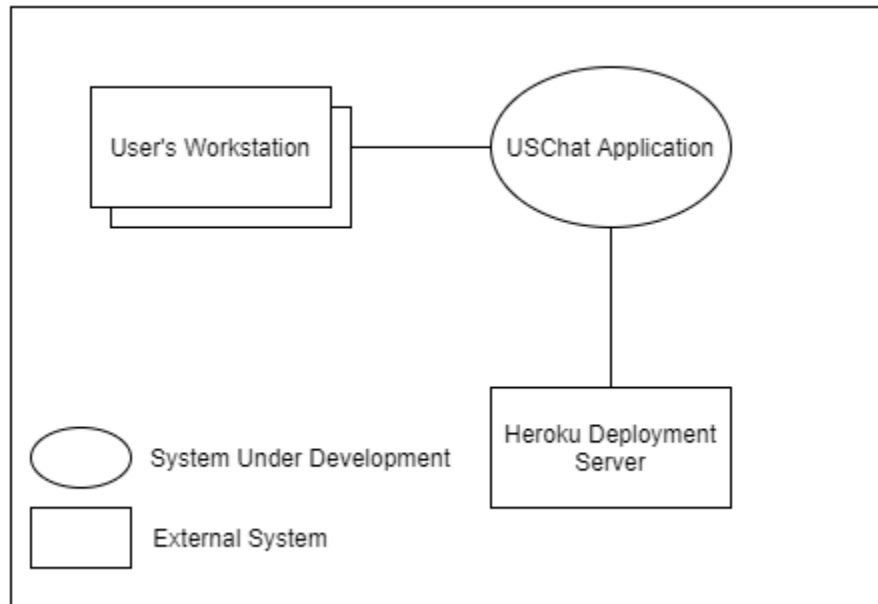 User's Workstation
USChat Application
Heroku Deployment
Server
System Under Development
External System